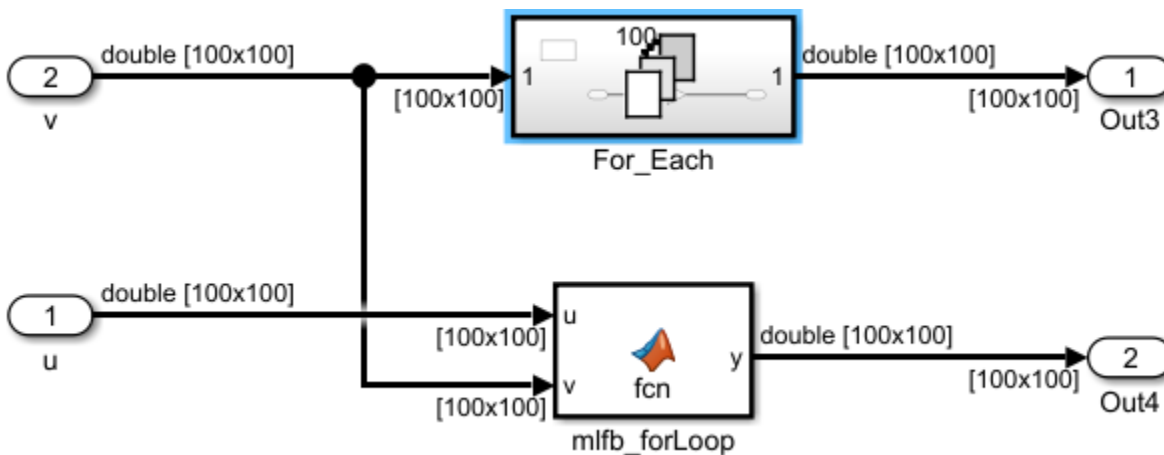 double [100x100]
2
v
[100x100]
100
1
1
For_Each
double [100x100]
[100x100]
1
Out3
double [100x100]
1
u
[100x100]
[100x100]
u
v
fcn
y
mlfb_forLoop
double [100x100]
[100x100]
2
Out4